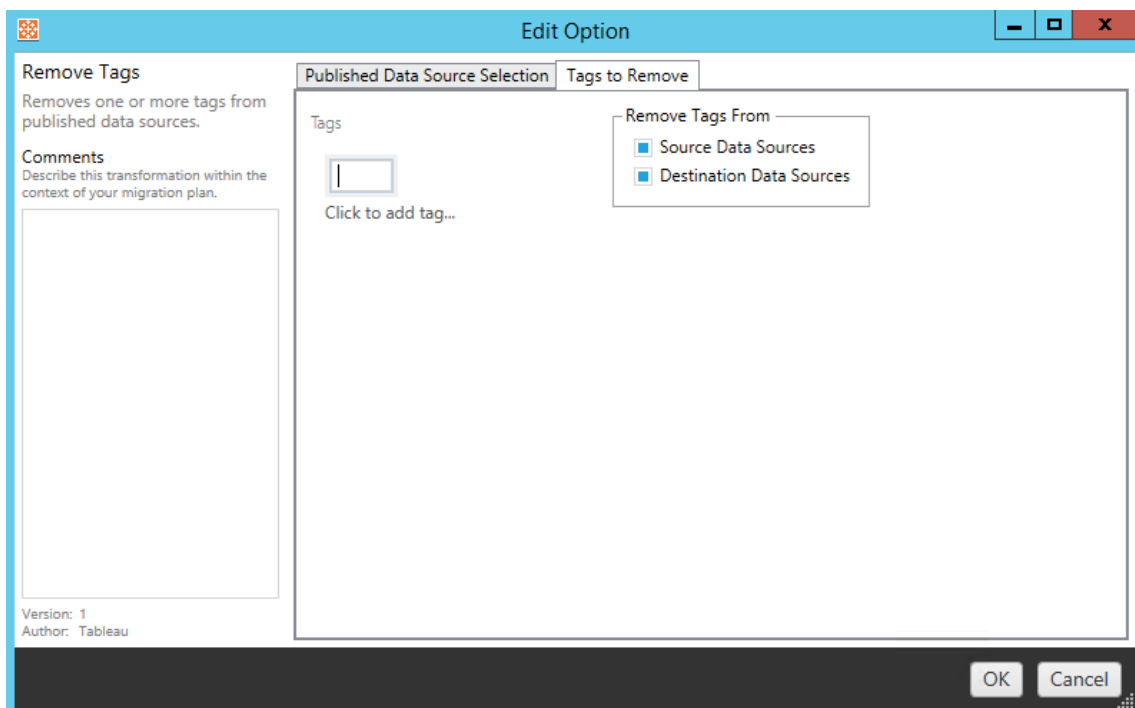 Edit Option
Remove Tags
Removes one or more tags from
published data sources.
Comments
Describe this transformation within the
context of your migration plan.
Version: 1
Author: Tableau
Published Data Source Selection
Tags to Remove
Tags
Click to add tag...
Remove Tags From
Source Data Sources
Destination Data Sources
OK
Cancel